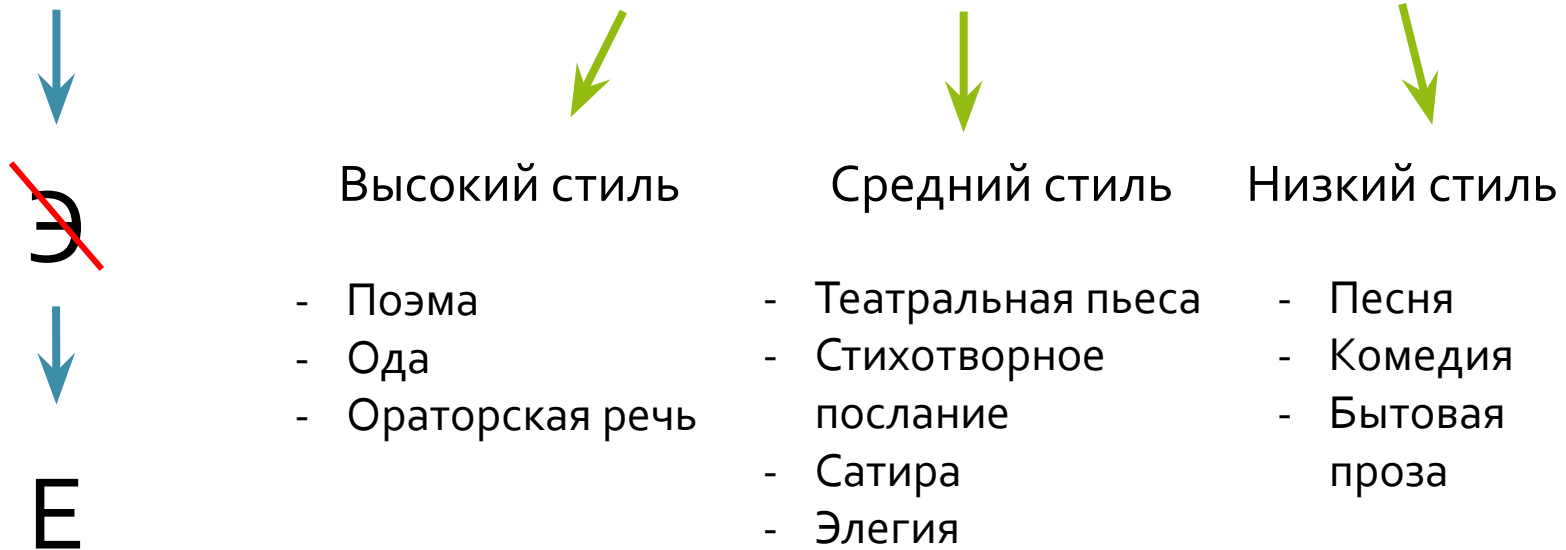 Э
Е
Высокий стиль
- Поэма
- Ода
- Ораторская речь
Средний стиль
- Театральная пьеса
- Стихотворное
послание
- Сатира
- Элегия
Низкий стиль
- Песня
- Комедия
- Бытовая
проза